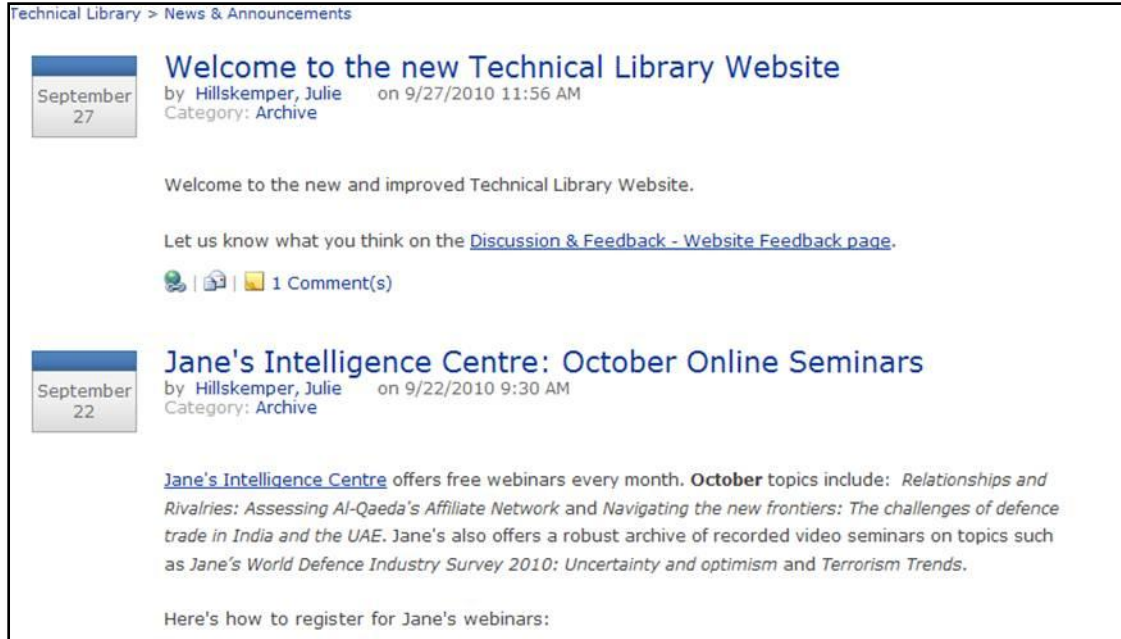 Technical Library > News & Announcements
September
27
Welcome to the new Technical Library Website
by Hillskemper, Julie on 9/27/2010 11:56 AM
Category: Archive
Welcome to the new and improved Technical Library Website.
Let us know what you think on the Discussion & Feedback - Website Feedback page.
| | 1 Comment(s)
September
22
Jane's Intelligence Centre: October Online Seminars
by Hillskemper, Julie on 9/22/2010 9:30 AM
Category: Archive
Jane's Intelligence Centre offers free webinars every month. October topics include: Relationships and
Rivalries: Assessing Al-Qaeda's Affiliate Network and Navigating the new frontiers: The challenges of defence
trade in India and the UAE. Jane's also offers a robust archive of recorded video seminars on topics such
as Jane's World Defence Industry Survey 2010: Uncertainty and optimism and Terrorism Trends.
Here's how to register for Jane's webinars: